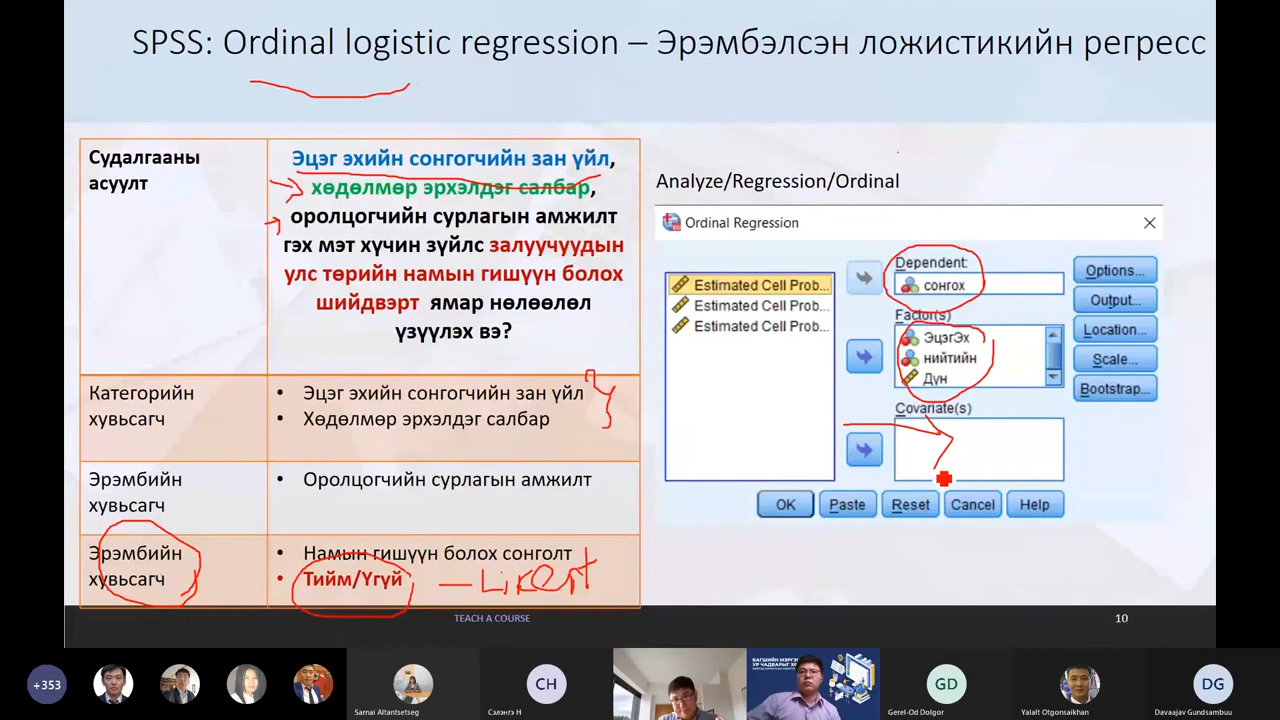 SPSS: Ordinal logistic regression – Эрэмбэлсэн ложистикийн регресс
Судалгааны
асуулт
Эцэг эхийн сонгогчийн зан үйл,
хөдөлмөр эрхэлдэг салбар,
оролцогчийн сурлагын амжилт
гэх мэт хүчин зүйлс залуучуудын
улс төрийн намын гишүүн болох
шийдвэрт ямар нөлөөлөл
үзүүлэх вэ?
Категорийн
хувьсагч
• Эцэг эхийн сонгогчийн зан үйл
• Хөдөлмөр эрхэлдэг салбар
Эрэмбийн
хувьсагч
• Оролцогчийн сурлагын амжилт
Эрэмбийн
хувьсагч
• Намын гишүүн болох сонголт
• Тийм/Үгүй — Likert
Analyze/Regression/Ordinal
Ordinal Regression
Estimated Cell Prob...
Estimated Cell Prob...
Estimated Cell Prob...
Dependent:
сонгох
Factor(s)
ЭцэгЭх
нийтийн
Дүн
Covariate(s)
Options...
Output...
Location...
Scale...
Bootstrap...
OK Paste Reset Cancel Help
TEACH A COURSE 10
+353
Sarnai Altantsetseg
CH
Сэлэнгэ Н
GD
Gerel-Od Dolgor
Yalalt Otgonsaikhan
DG
Davaajav Gundsambuu